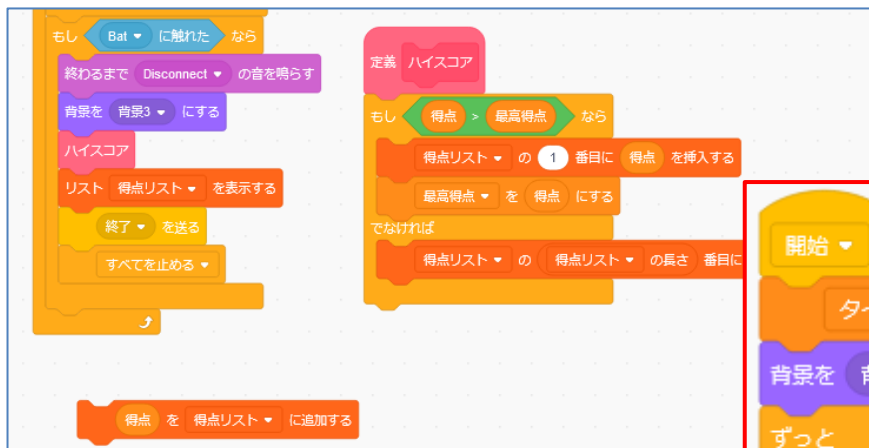 もし Bat に触れた なら
終わるまで Disconnect の音を鳴らす
背景を 背景3 にする
ハイスコア
リスト 得点リスト を表示する
終了 を送る
すべてを止める
得点 を 得点リスト に追加する
定義 ハイスコア
もし 得点 > 最高得点 なら
得点リスト の 1 番目に 得点 を挿入する
最高得点 を 得点 にする
でなければ
得点リスト の 得点リスト の長さ 番目に
開始
背景を
ずっと